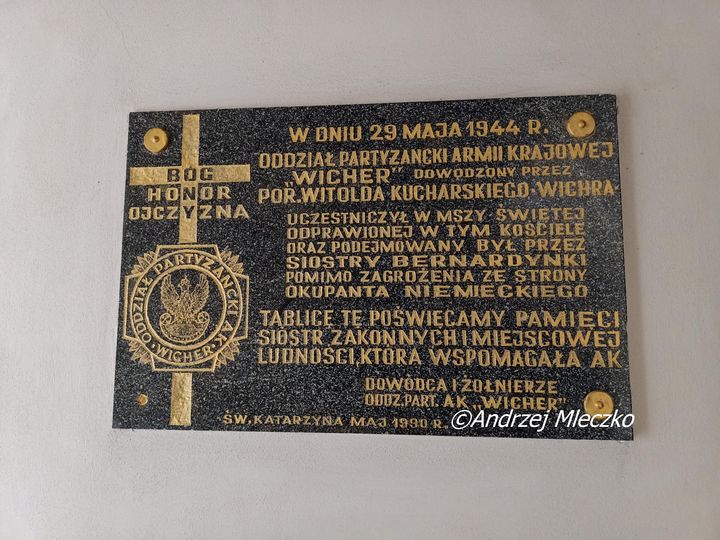 BÓG
HONOR
OJCZYZNA
ODDZIAŁ PARTYZANCKI A.K.
"WICHER"
W DNIU 29 MAJA 1944 R.
ODDZIAŁ PARTYZANCKI ARMII KRAJOWEJ
"WICHER" DOWODZONY PRZEZ
POR. WITOLDA KUCHARSKIEGO-WICHRA
UCZESTNICZYŁ W MSZY ŚWIĘTEJ
ODPRAWIONEJ W TYM KOŚCIELE
ORAZ PODEJMOWANY BYŁ PRZEZ
SIOSTRY BERNARDYNKI
POMIMO ZAGROŻENIA ZE STRONY
OKUPANTA NIEMIECKIEGO
TABLICĘ TĘ POŚWIĘCAMY PAMIĘCI
SIÓSTR ZAKONNYCH I MIEJSCOWEJ
LUDNOŚCI, KTÓRA WSPOMAGAŁA AK
DOWÓDCA I ŻOŁNIERZE
ODDZ. PART. AK "WICHER"
ŚW. KATARZYNA MAJ 1990 R.
©Andrzej Mleczko